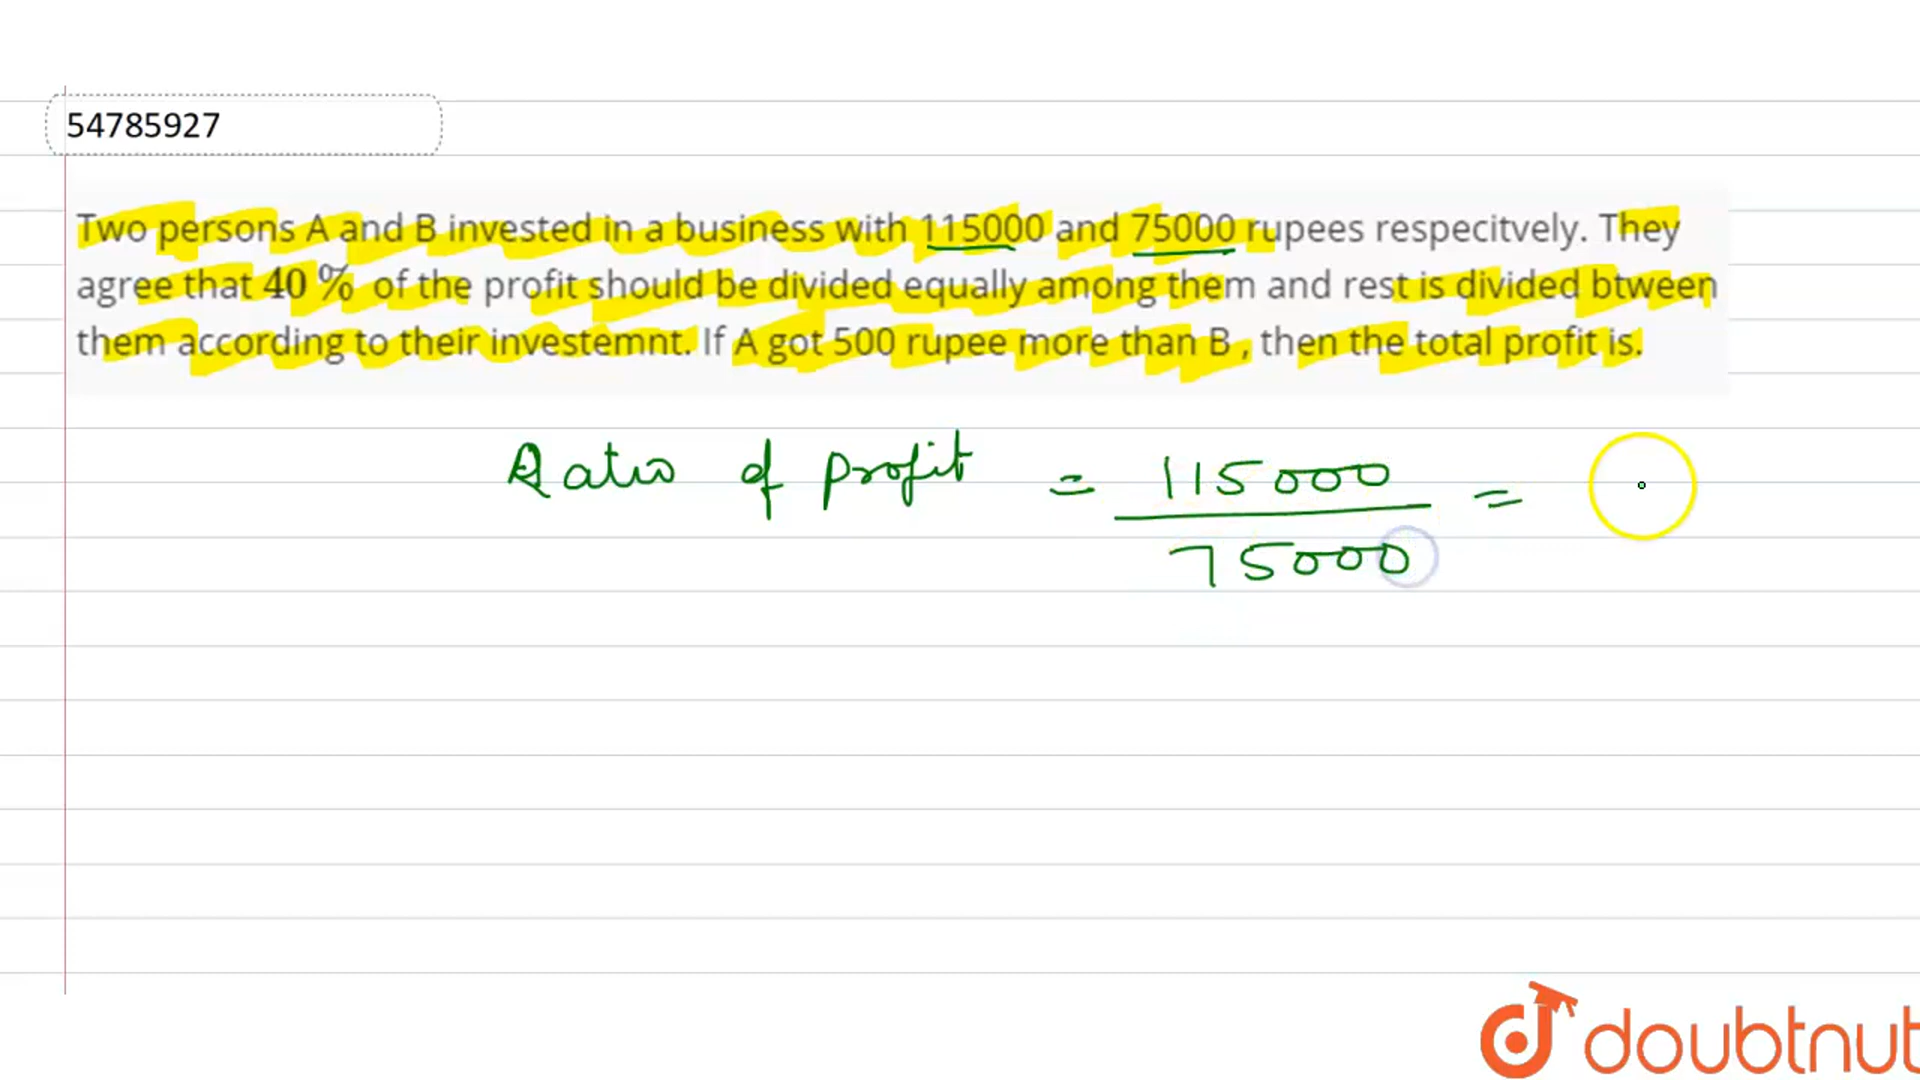 54785927
Two persons A and B invested in a business with 115000 and 75000 rupees respecitvely. They
agree that 40 % of the profit should be divided equally among them and rest is divided btween
them according to their investemnt. If A got 500 rupee more than B , then the total profit is.
Ratio of profit = 115000 / 75000 =
doubtnut